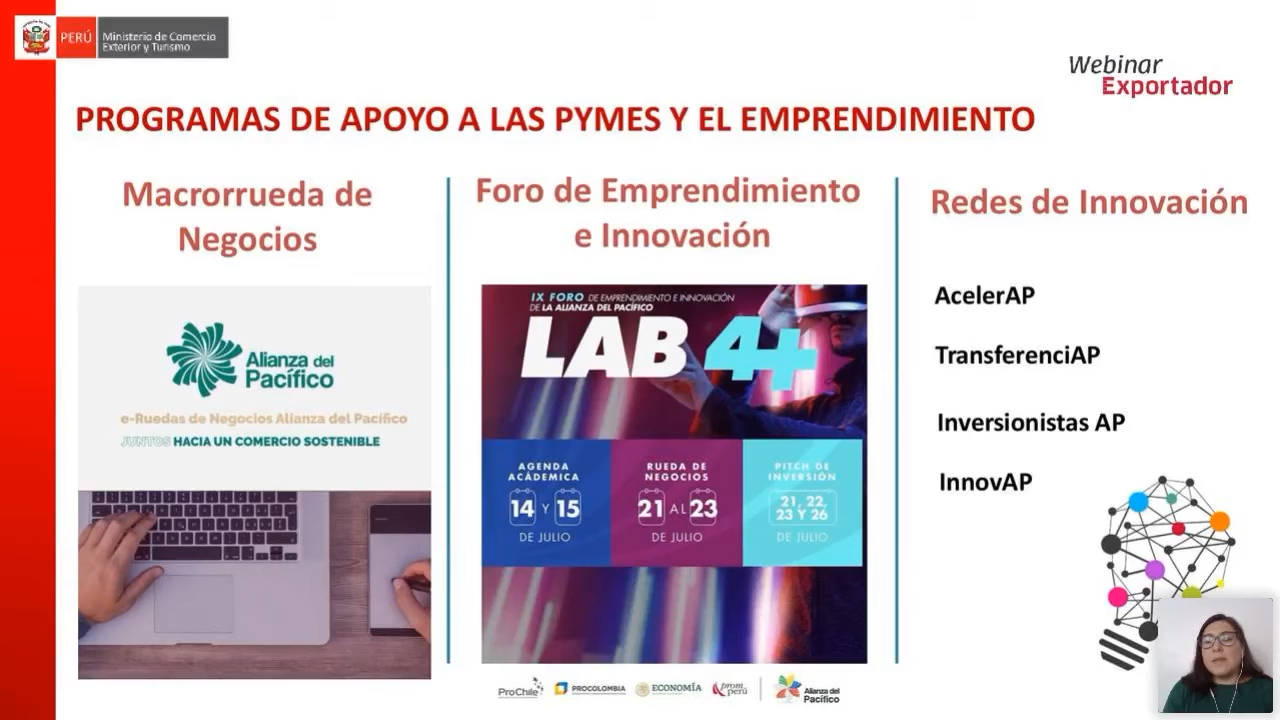 PERÚ
Ministerio de Comercio
Exterior y Turismo
Webinar
Exportador
PROGRAMAS DE APOYO A LAS PYMES Y EL EMPRENDIMIENTO
Macrorrueda de
Negocios
Alianza del
Pacífico
e-Ruedas de Negocios Alianza del Pacífico
JUNTOS HACIA UN COMERCIO SOSTENIBLE
Foro de Emprendimiento
e Innovación
IX FORO DE EMPRENDIMIENTO E INNOVACIÓN
DE LA ALIANZA DEL PACÍFICO
LAB 4+
AGENDA
ACADÉMICA
14 Y 15
DE JULIO
RUEDA DE
NEGOCIOS
21 AL 23
DE JULIO
PITCH DE
INVERSIÓN
21, 22,
23 Y 26
DE JULIO
ProChile
PROCOLOMBIA
ECONOMÍA
prom
perú
Alianza del
Pacífico
Redes de Innovación
AcelerAP
TransferenciAP
Inversionistas AP
InnovAP